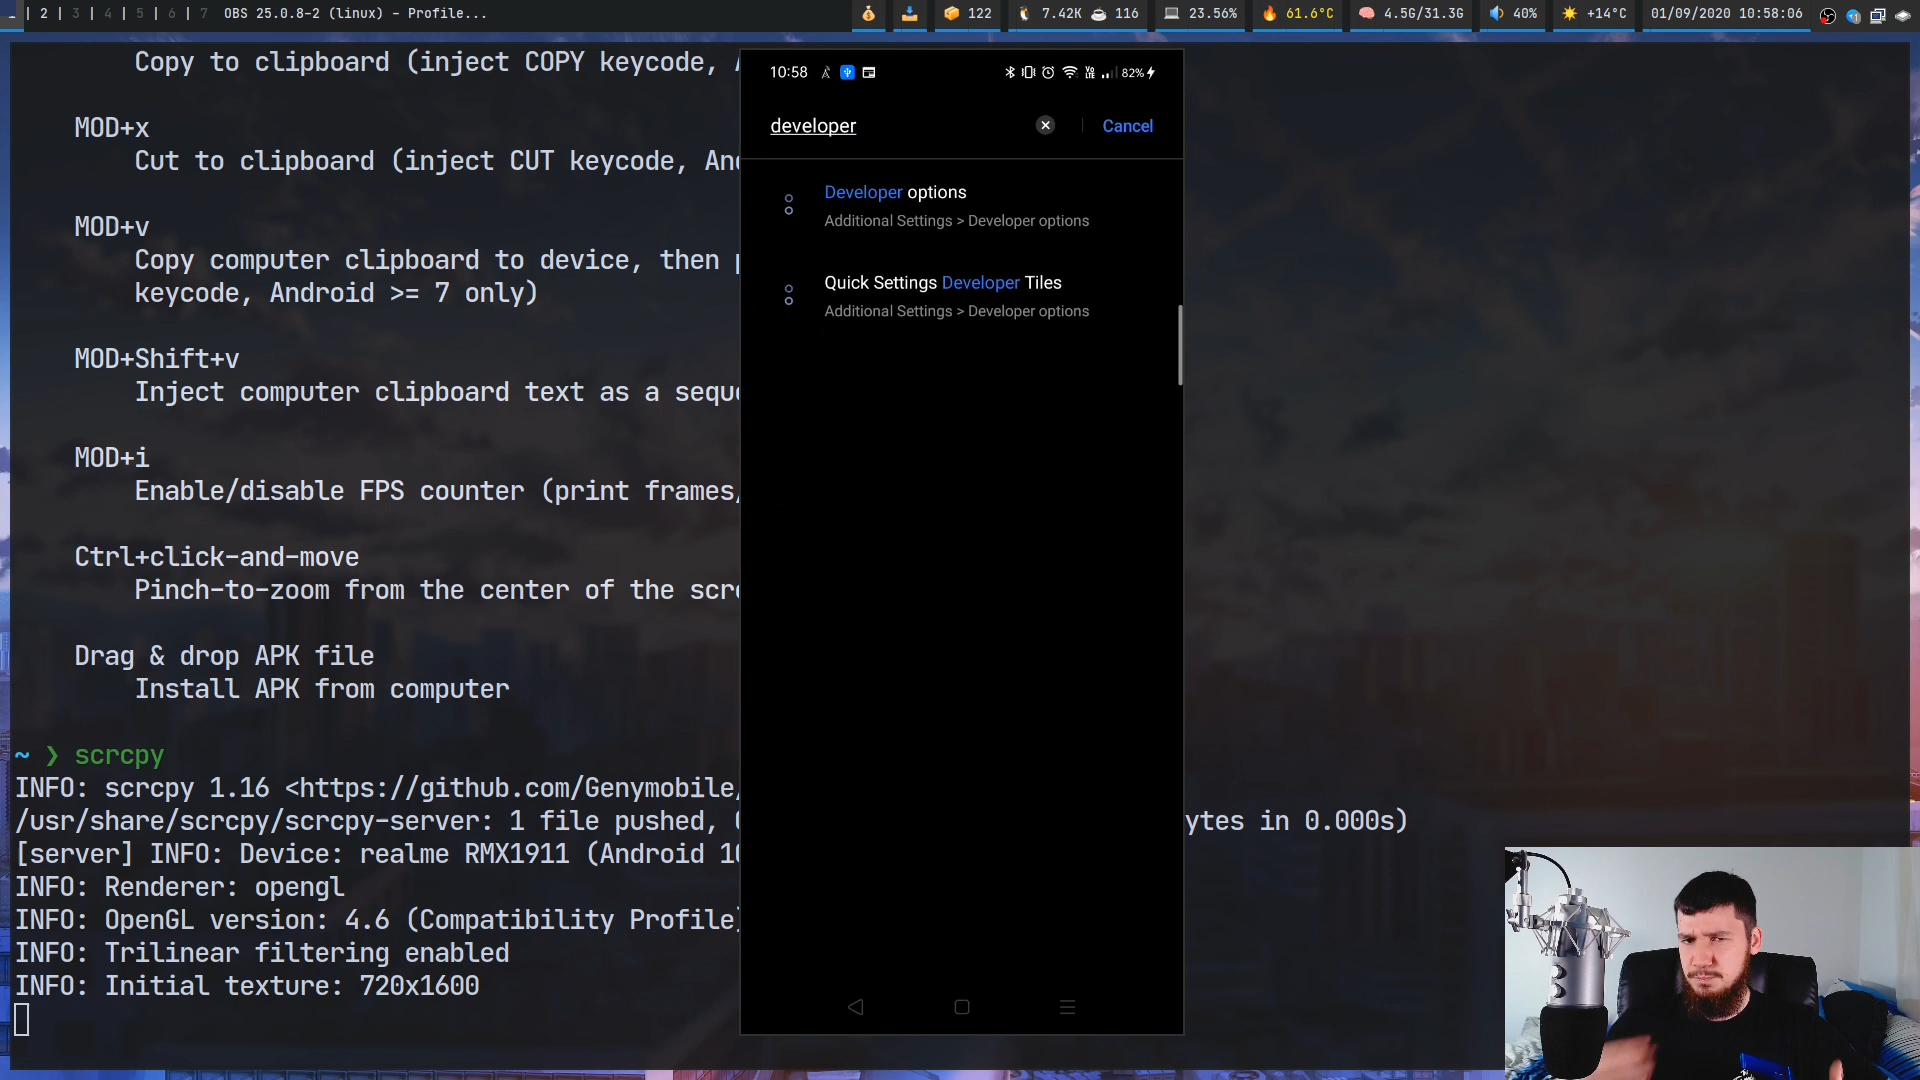 | 2 | 3 | 4 | 5 | 6 | 7 OBS 25.0.8-2 (linux) - Profile...
122 7.42K 116 23.56% 61.6°C 4.5G/31.3G 40% +14°C 01/09/2020 10:58:06
Copy to clipboard (inject COPY keycode,
MOD+x
Cut to clipboard (inject CUT keycode,
MOD+v
Copy computer clipboard to device, then
keycode, Android >= 7 only)
MOD+Shift+v
Inject computer clipboard text as a
MOD+i
Enable/disable FPS counter (print frames/
Ctrl+click-and-move
Pinch-to-zoom from the center of the
Drag & drop APK file
Install APK from computer
~ ❯ scrcpy
INFO: scrcpy 1.16 <https://github.com/Genymobile/
/usr/share/scrcpy/scrcpy-server: 1 file pushed, ytes in 0.000s)
[server] INFO: Device: realme RMX1911 (Android
INFO: Renderer: opengl
INFO: OpenGL version: 4.6 (Compatibility Profile)
INFO: Trilinear filtering enabled
INFO: Initial texture: 720x1600
10:58 82%
developer Cancel
Developer options
Additional Settings > Developer options
Quick Settings Developer Tiles
Additional Settings > Developer options